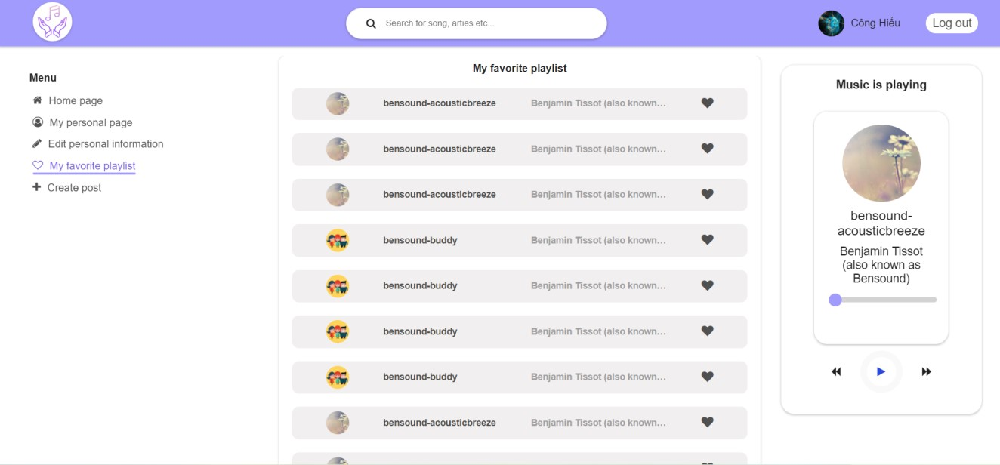 Search for song, arties etc...
Công Hiếu
Log out
Menu
Home page
My personal page
Edit personal information
My favorite playlist
Create post
My favorite playlist
bensound-acousticbreeze Benjamin Tissot (also known...
bensound-acousticbreeze Benjamin Tissot (also known...
bensound-acousticbreeze Benjamin Tissot (also known...
bensound-buddy Benjamin Tissot (also known...
bensound-buddy Benjamin Tissot (also known...
bensound-buddy Benjamin Tissot (also known...
bensound-buddy Benjamin Tissot (also known...
bensound-acousticbreeze Benjamin Tissot (also known...
Music is playing
bensound-
acousticbreeze
Benjamin Tissot
(also known as
Bensound)